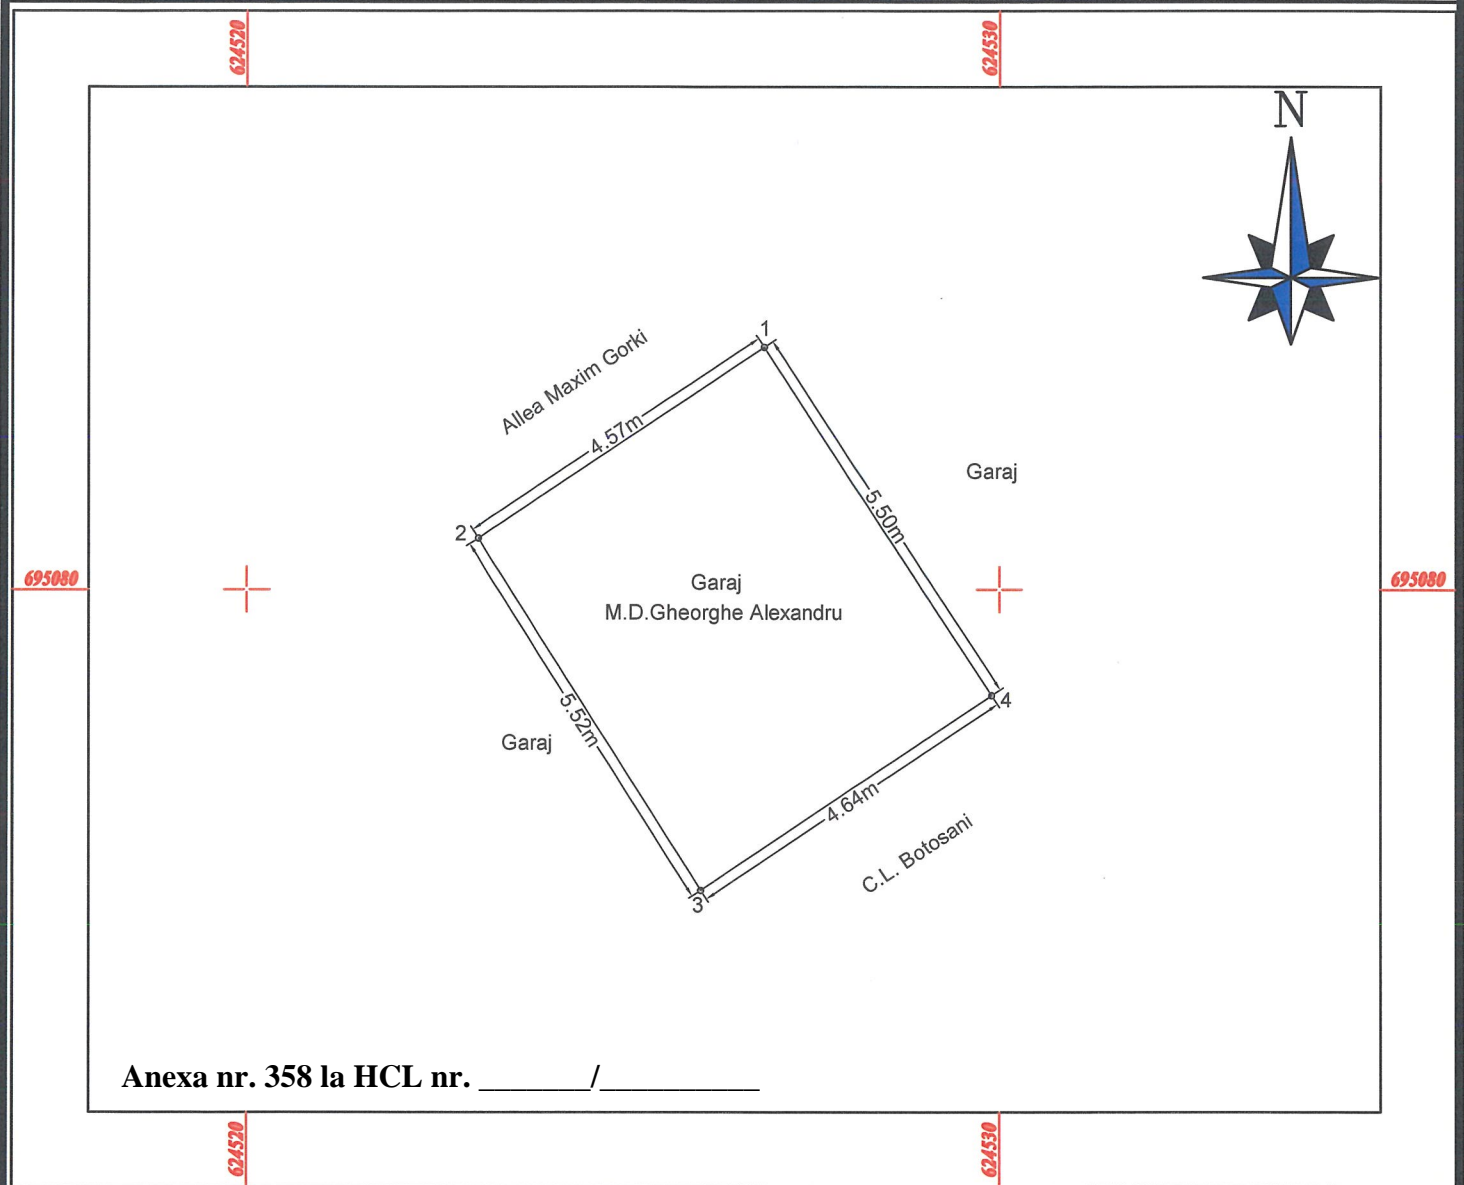 624520
624530
N
1
Allea Maxim Gorki
4.57m
Garaj
5.50m
2
695080
695080
Garaj
M.D.Gheorghe Alexandru
5.52m
4
Garaj
4.64m
C.L. Botosani
3
Anexa nr. 358 la HCL nr. _______/__________
624520
624530